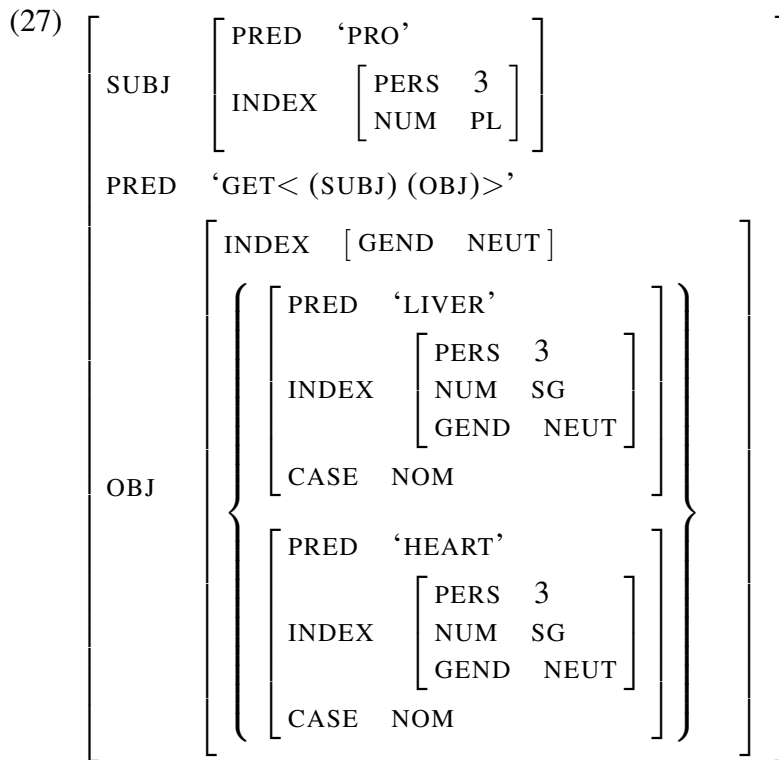 (27)
PRED ‘PRO’
SUBJ INDEX PERS 3
NUM PL
PRED ‘GET< (SUBJ) (OBJ)>’
INDEX [ GEND NEUT ]
PRED ‘LIVER’
PERS 3
INDEX NUM SG
GEND NEUT
CASE NOM
OBJ
PRED ‘HEART’
PERS 3
INDEX NUM SG
GEND NEUT
CASE NOM